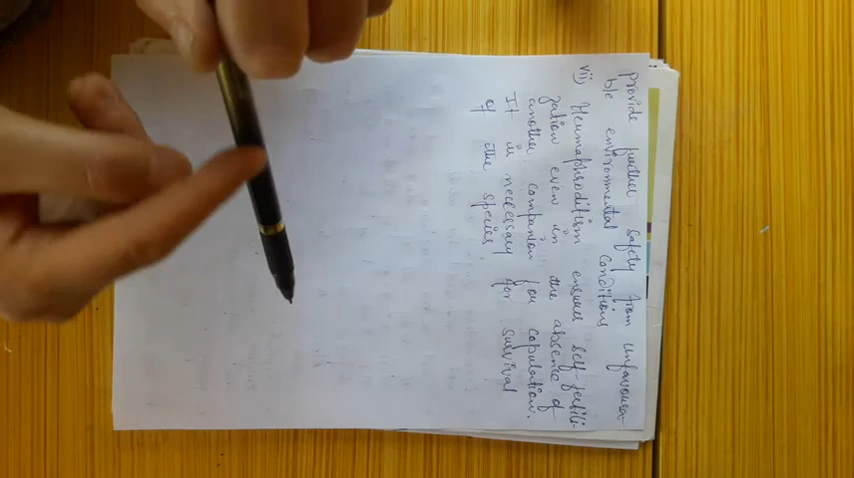 provide further safety from unfavoura-
ble environmental conditions
vii) Hermaphroditism ensures self-fertili-
zation even in the absence of
another companion for copulation.
It is necessary for survival
of the species.